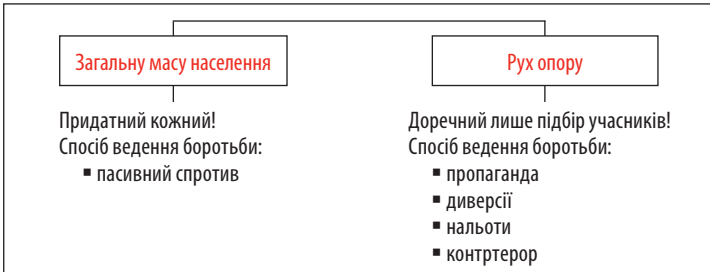 Загальну масу населення
Придатний кожний!
Спосіб ведення боротьби:
▪ пасивний спротив
Рух опору
Доречний лише підбір учасників!
Спосіб ведення боротьби:
▪ пропаганда
▪ диверсії
▪ нальоти
▪ контртерор